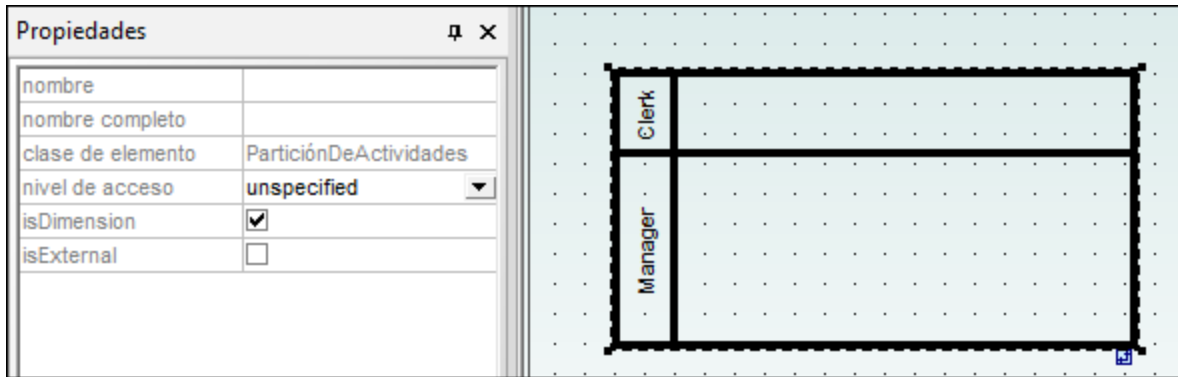 Propiedades
nombre
nombre completo
clase de elemento ParticiónDeActividades
nivel de acceso unspecified
isDimension
isExternal
Clerk
Manager